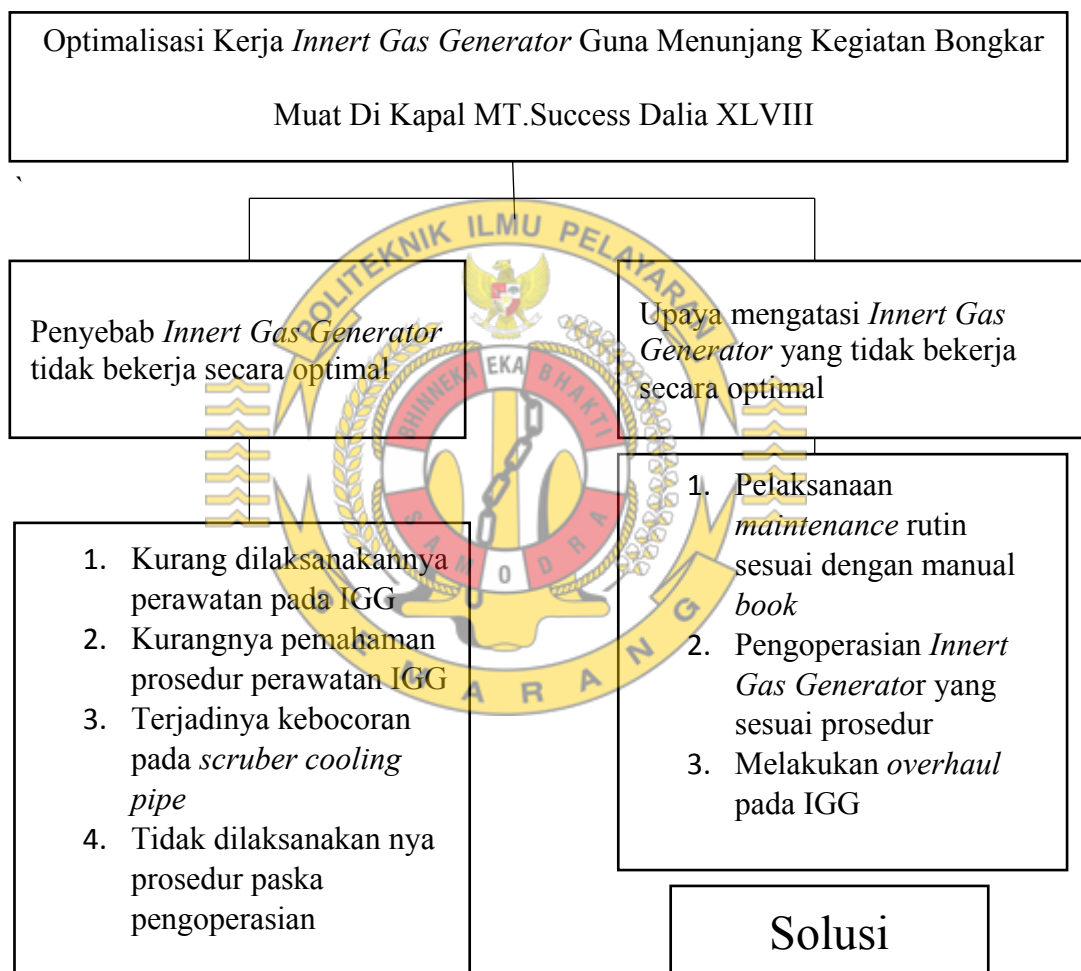 Optimalisasi Kerja Innert Gas Generator Guna Menunjang Kegiatan Bongkar
Muat Di Kapal MT.Success Dalia XLVIII
`
Penyebab Innert Gas Generator
tidak bekerja secara optimal
Upaya mengatasi Innert Gas
Generator yang tidak bekerja
secara optimal
1. Kurang dilaksanakannya
perawatan pada IGG
2. Kurangnya pemahaman
prosedur perawatan IGG
3. Terjadinya kebocoran
pada scruber cooling
pipe
4. Tidak dilaksanakan nya
prosedur paska
pengoperasian
1. Pelaksanaan
maintenance rutin
sesuai dengan manual
book
2. Pengoperasian Innert
Gas Generator yang
sesuai prosedur
3. Melakukan overhaul
pada IGG
Solusi
POLITEKNIK ILMU PELAYARAN
SEMARANG
BHINNEKA EKA BHAKTI
SAMODRA